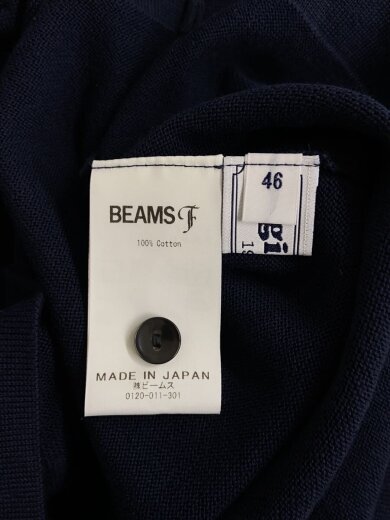 BEAMS F
100% Cotton
MADE IN JAPAN
㈱ビームス
0120-011-301
46